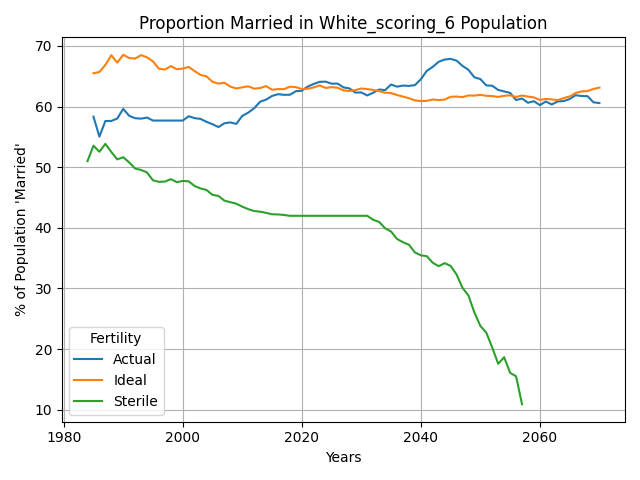 Proportion Married in White_scoring_6 Population
% of Population 'Married'
70
60
50
40
30
20
10
Fertility
Actual
Ideal
Sterile
1980 2000 2020 2040 2060
Years